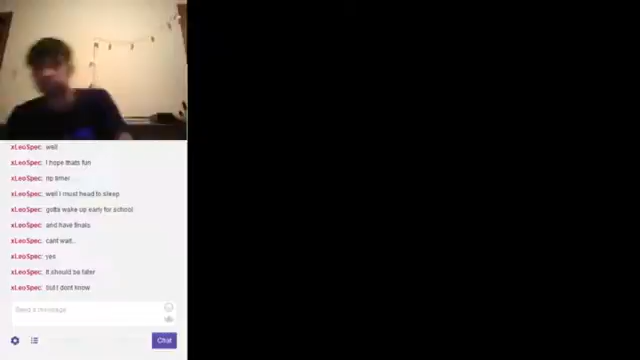 xLeoSpec: well
xLeoSpec: I hope thats fun
xLeoSpec: rip timer
xLeoSpec: well I must head to sleep
xLeoSpec: gotta wake up early for school
xLeoSpec: and have finals
xLeoSpec: cant wait..
xLeoSpec: yes
xLeoSpec: It should be later
xLeoSpec: but I dont know
Send a message
Chat